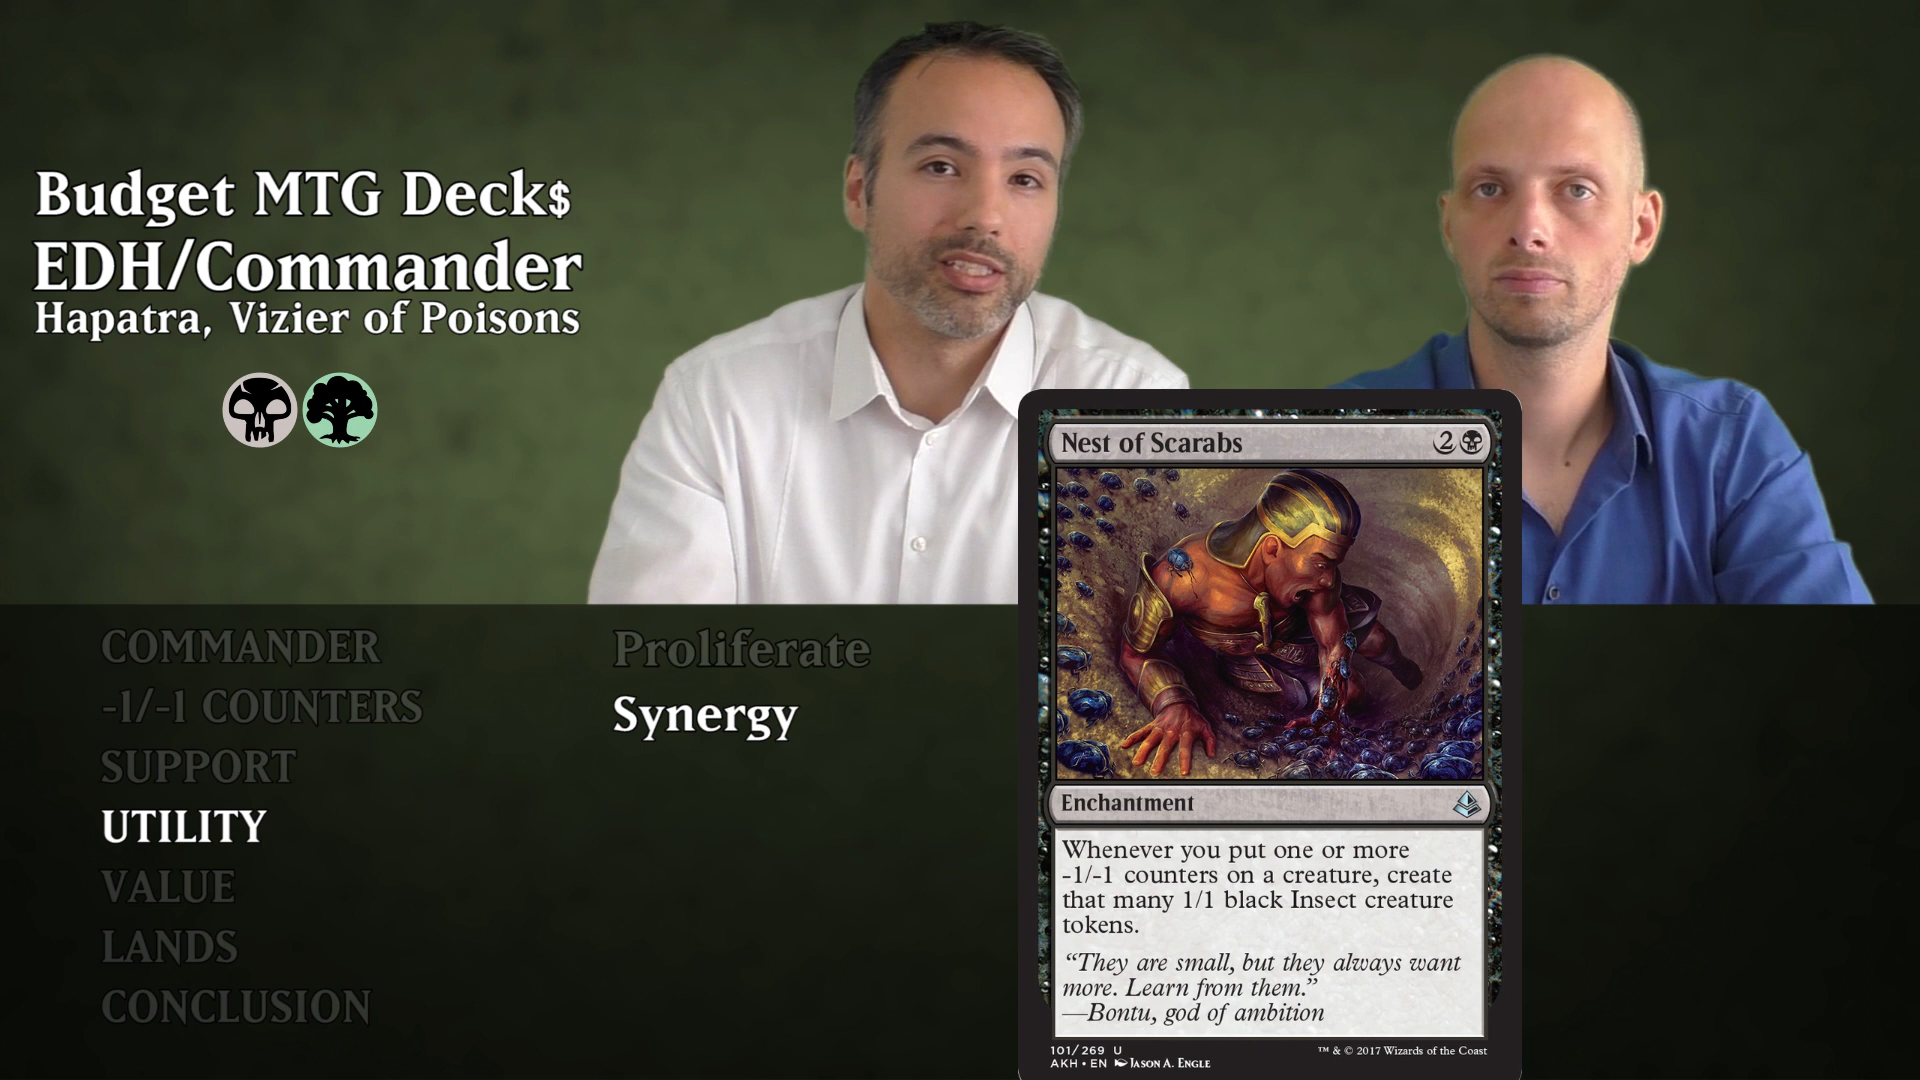 Budget MTG Deck$
EDH/Commander
Hapatra, Vizier of Poisons
COMMANDER
-1/-1 COUNTERS
SUPPORT
UTILITY
VALUE
LANDS
CONCLUSION
Proliferate
Synergy
Nest of Scarabs 2
Enchantment
Whenever you put one or more
-1/-1 counters on a creature, create
that many 1/1 black Insect creature
tokens.
“They are small, but they always want
more. Learn from them.”
—Bontu, god of ambition
101/269 U
AKH • EN JASON A. ENGLE
™ & © 2017 Wizards of the Coast